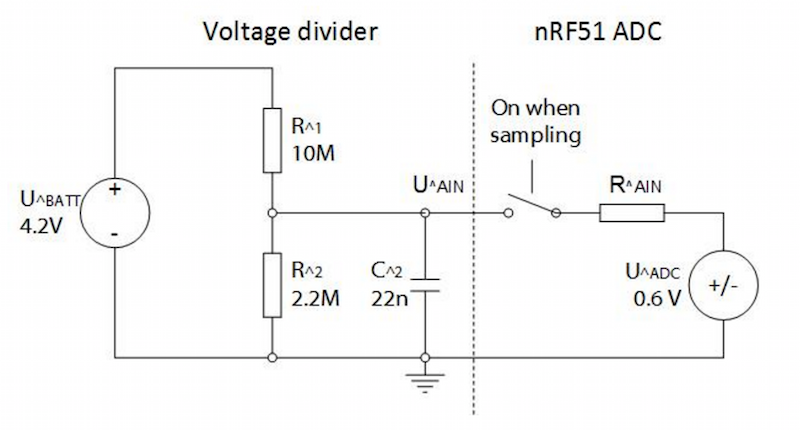 Voltage divider
nRF51 ADC
On when
sampling
R^1
10M
U^AIN
R^AIN
U^BATT
4.2V
+
-
R^2
2.2M
C^2
22n
U^ADC
0.6 V
+/-